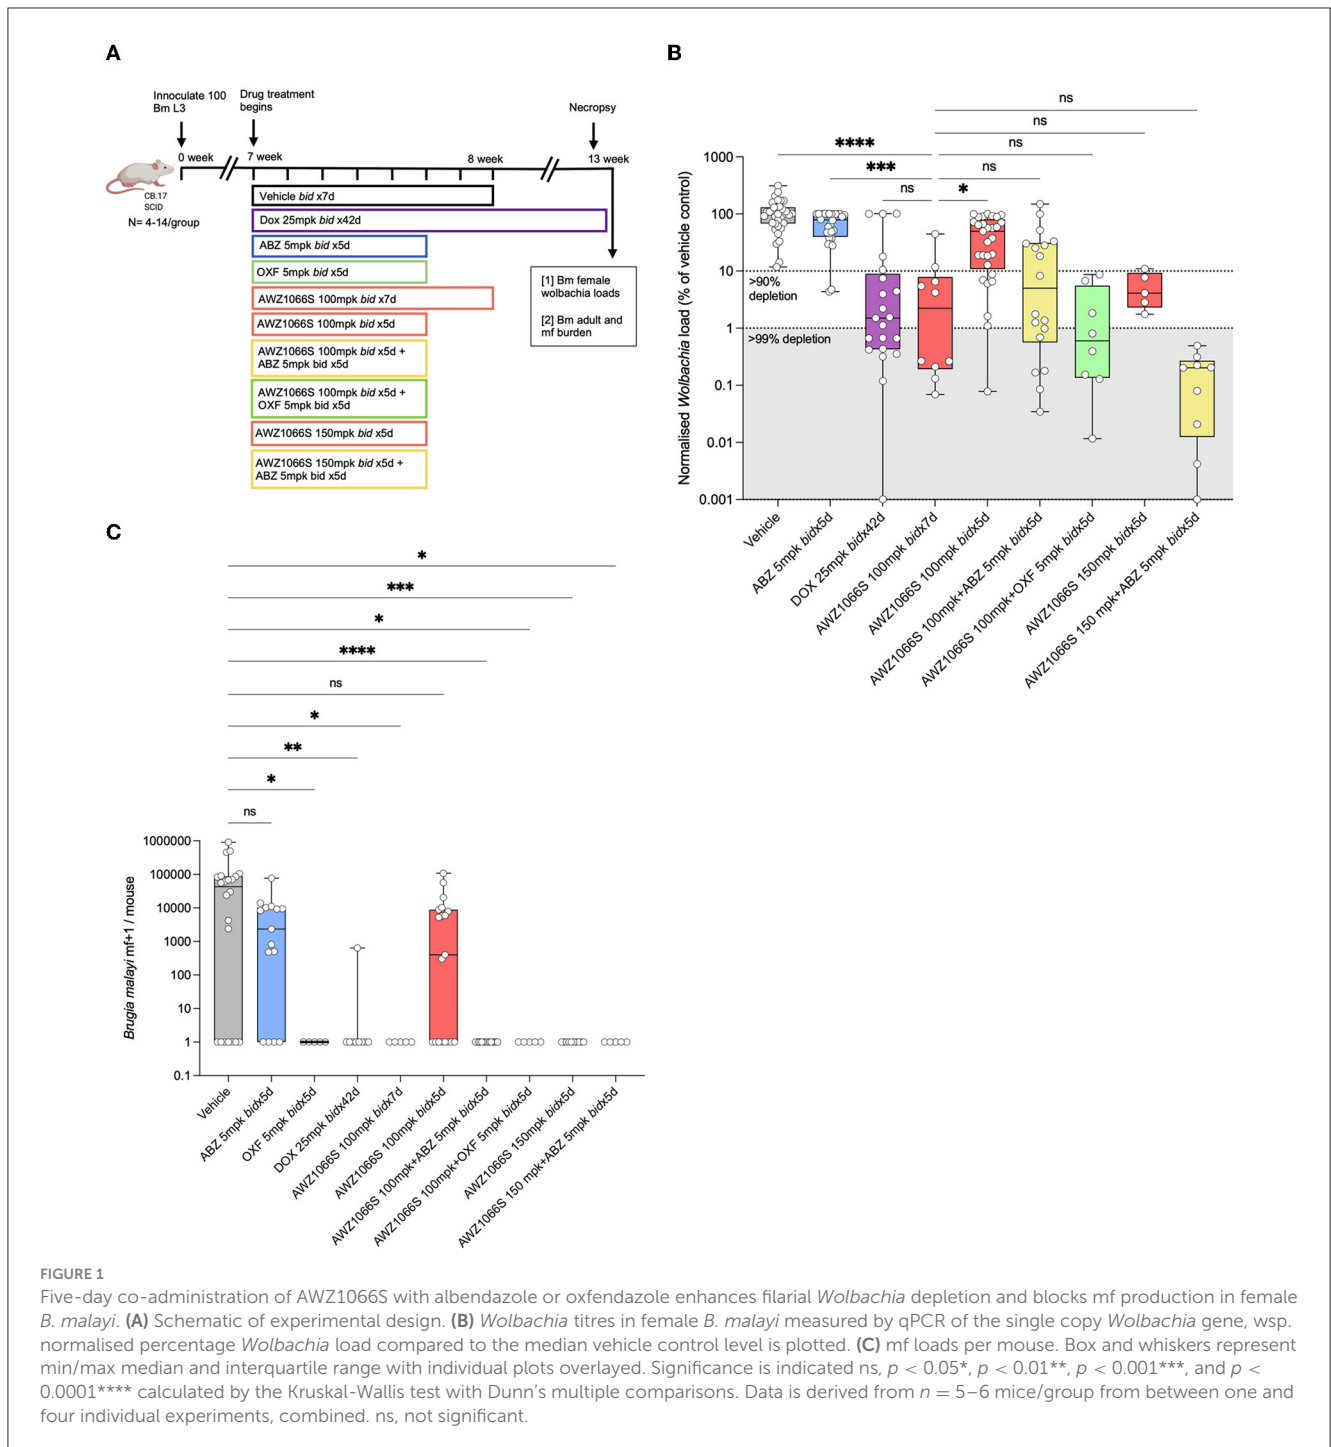 A
Innoculate 100
Bm L3
Drug treatment
begins
Necropsy
0 week
7 week
8 week
13 week
CB.17
SCID
N= 4-14/group
Vehicle bid x7d
Dox 25mpk bid x42d
ABZ 5mpk bid x5d
OXF 5mpk bid x5d
AWZ1066S 100mpk bid x7d
AWZ1066S 100mpk bid x5d
AWZ1066S 100mpk bid x5d +
ABZ 5mpk bid x5d
AWZ1066S 100mpk bid x5d +
OXF 5mpk bid x5d
AWZ1066S 150mpk bid x5d
AWZ1066S 150mpk bid x5d +
ABZ 5mpk bid x5d
[1] Bm female
wolbachia loads
[2] Bm adult and
mf burden
B
ns
ns
**** ns
*** ns
ns *
Normalised Wolbachia load (% of vehicle control)
1000
100
10
1
0.1
0.01
0.001
>90%
depletion
>99% depletion
Vehicle
ABZ 5mpk bidx5d
DOX 25mpk bidx42d
AWZ1066S 100mpk bidx7d
AWZ1066S 100mpk bidx5d
AWZ1066S 100mpk+ABZ 5mpk bidx5d
AWZ1066S 100mpk+OXF 5mpk bidx5d
AWZ1066S 150mpk bidx5d
AWZ1066S 150 mpk+ABZ 5mpk bidx5d
C
*
***
*
****
ns
*
**
*
ns
Brugia malayi mf+1 / mouse
1000000
100000
10000
1000
100
10
1
0.1
Vehicle
ABZ 5mpk bidx5d
OXF 5mpk bidx5d
DOX 25mpk bidx42d
AWZ1066S 100mpk bidx7d
AWZ1066S 100mpk bidx5d
AWZ1066S 100mpk+ABZ 5mpk bidx5d
AWZ1066S 100mpk+OXF 5mpk bidx5d
AWZ1066S 150mpk bidx5d
AWZ1066S 150 mpk+ABZ 5mpk bidx5d
FIGURE 1
Five-day co-administration of AWZ1066S with albendazole or oxfendazole enhances filarial Wolbachia depletion and blocks mf production in female
B. malayi. (A) Schematic of experimental design. (B) Wolbachia titres in female B. malayi measured by qPCR of the single copy Wolbachia gene, wsp.
normalised percentage Wolbachia load compared to the median vehicle control level is plotted. (C) mf loads per mouse. Box and whiskers represent
min/max median and interquartile range with individual plots overlayed. Significance is indicated ns, p < 0.05*, p < 0.01**, p < 0.001***, and p <
0.0001**** calculated by the Kruskal-Wallis test with Dunn's multiple comparisons. Data is derived from n = 5–6 mice/group from between one and
four individual experiments, combined. ns, not significant.